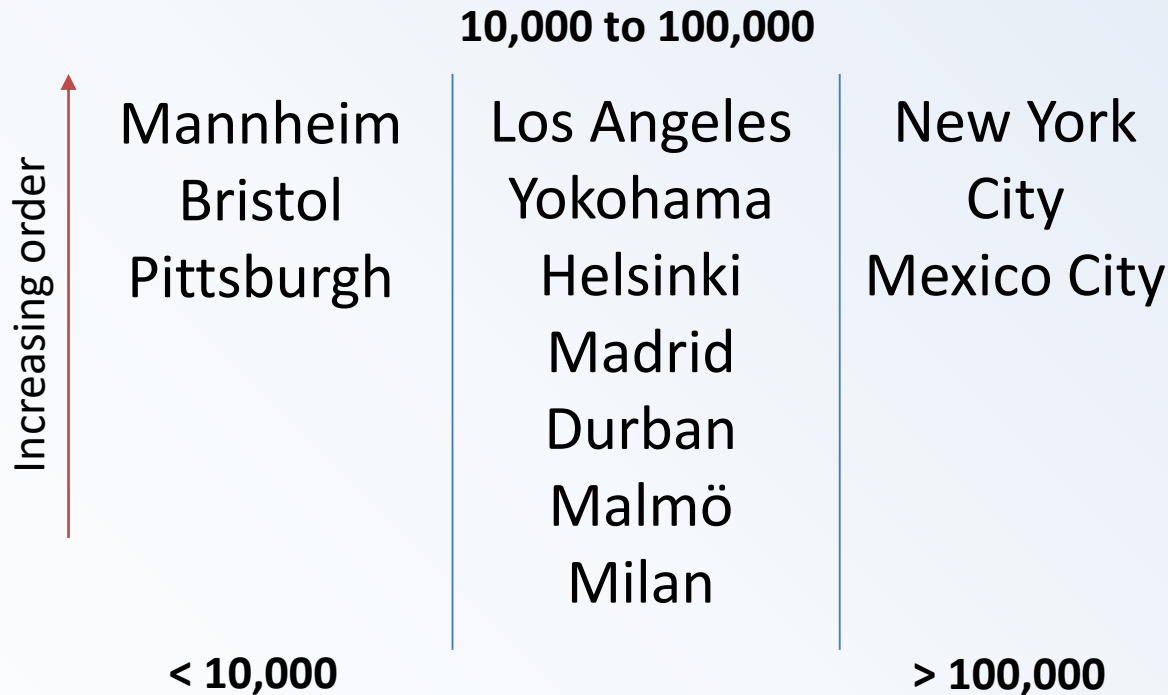 10,000 to 100,000
Increasing order
Mannheim
Bristol
Pittsburgh
< 10,000
Los Angeles
Yokohama
Helsinki
Madrid
Durban
Malmö
Milan
New York
City
Mexico City
> 100,000